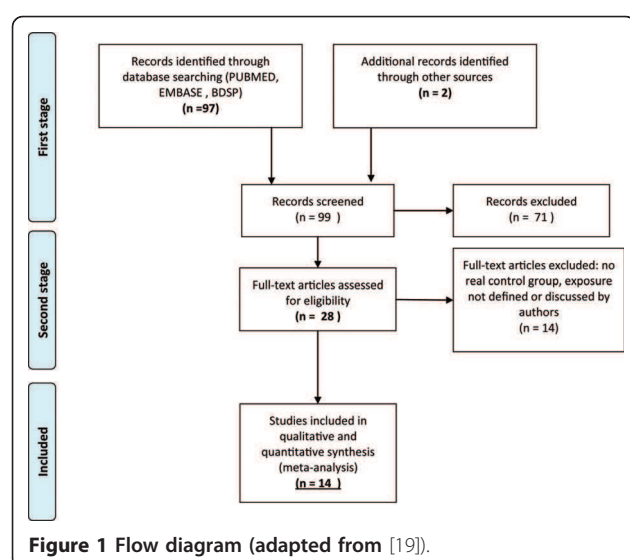 First stage
Records identified through
database searching (PUBMED,
EMBASE , BDSP)
(n =97)
Additional records identified
through other sources
(n = 2)
Records screened
(n = 99 )
Records excluded
(n = 71 )
Second stage
Full-text articles assessed
for eligibility
(n = 28 )
Full-text articles excluded: no
real control group, exposure
not defined or discussed by
authors
(n = 14)
Included
Studies included in
qualitative and
quantitative synthesis
(meta-analysis)
(n = 14 )
Figure 1 Flow diagram (adapted from [19]).